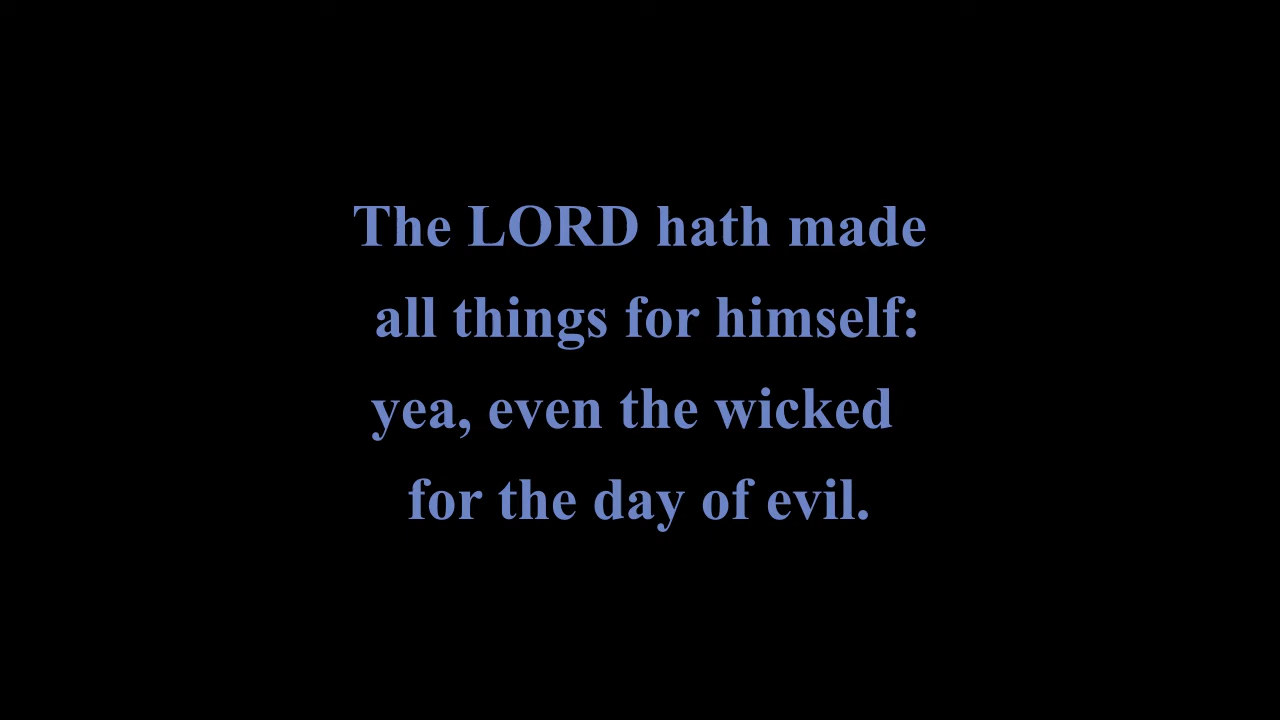 The LORD hath made
all things for himself:
yea, even the wicked
for the day of evil.